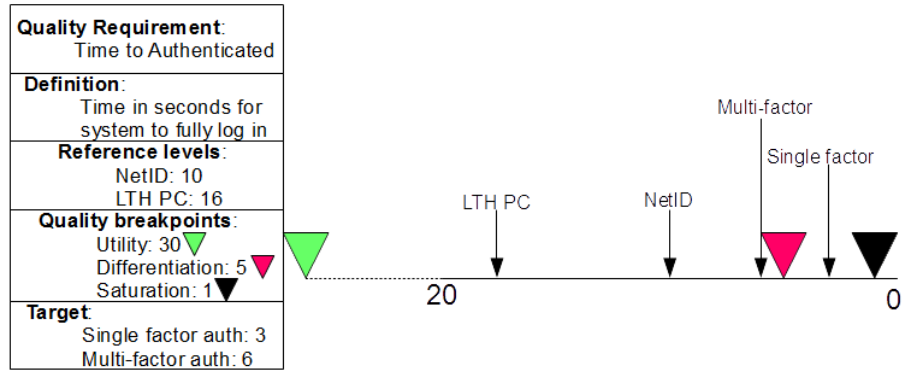 Quality Requirement:
Time to Authenticated
Definition:
Time in seconds for
system to fully log in
Reference levels:
NetID: 10
LTH PC: 16
Quality breakpoints:
Utility: 30
Differentiation: 5
Saturation: 1
Target:
Single factor auth: 3
Multi-factor auth: 6
Multi-factor
Single factor
LTH PC
NetID
20
0